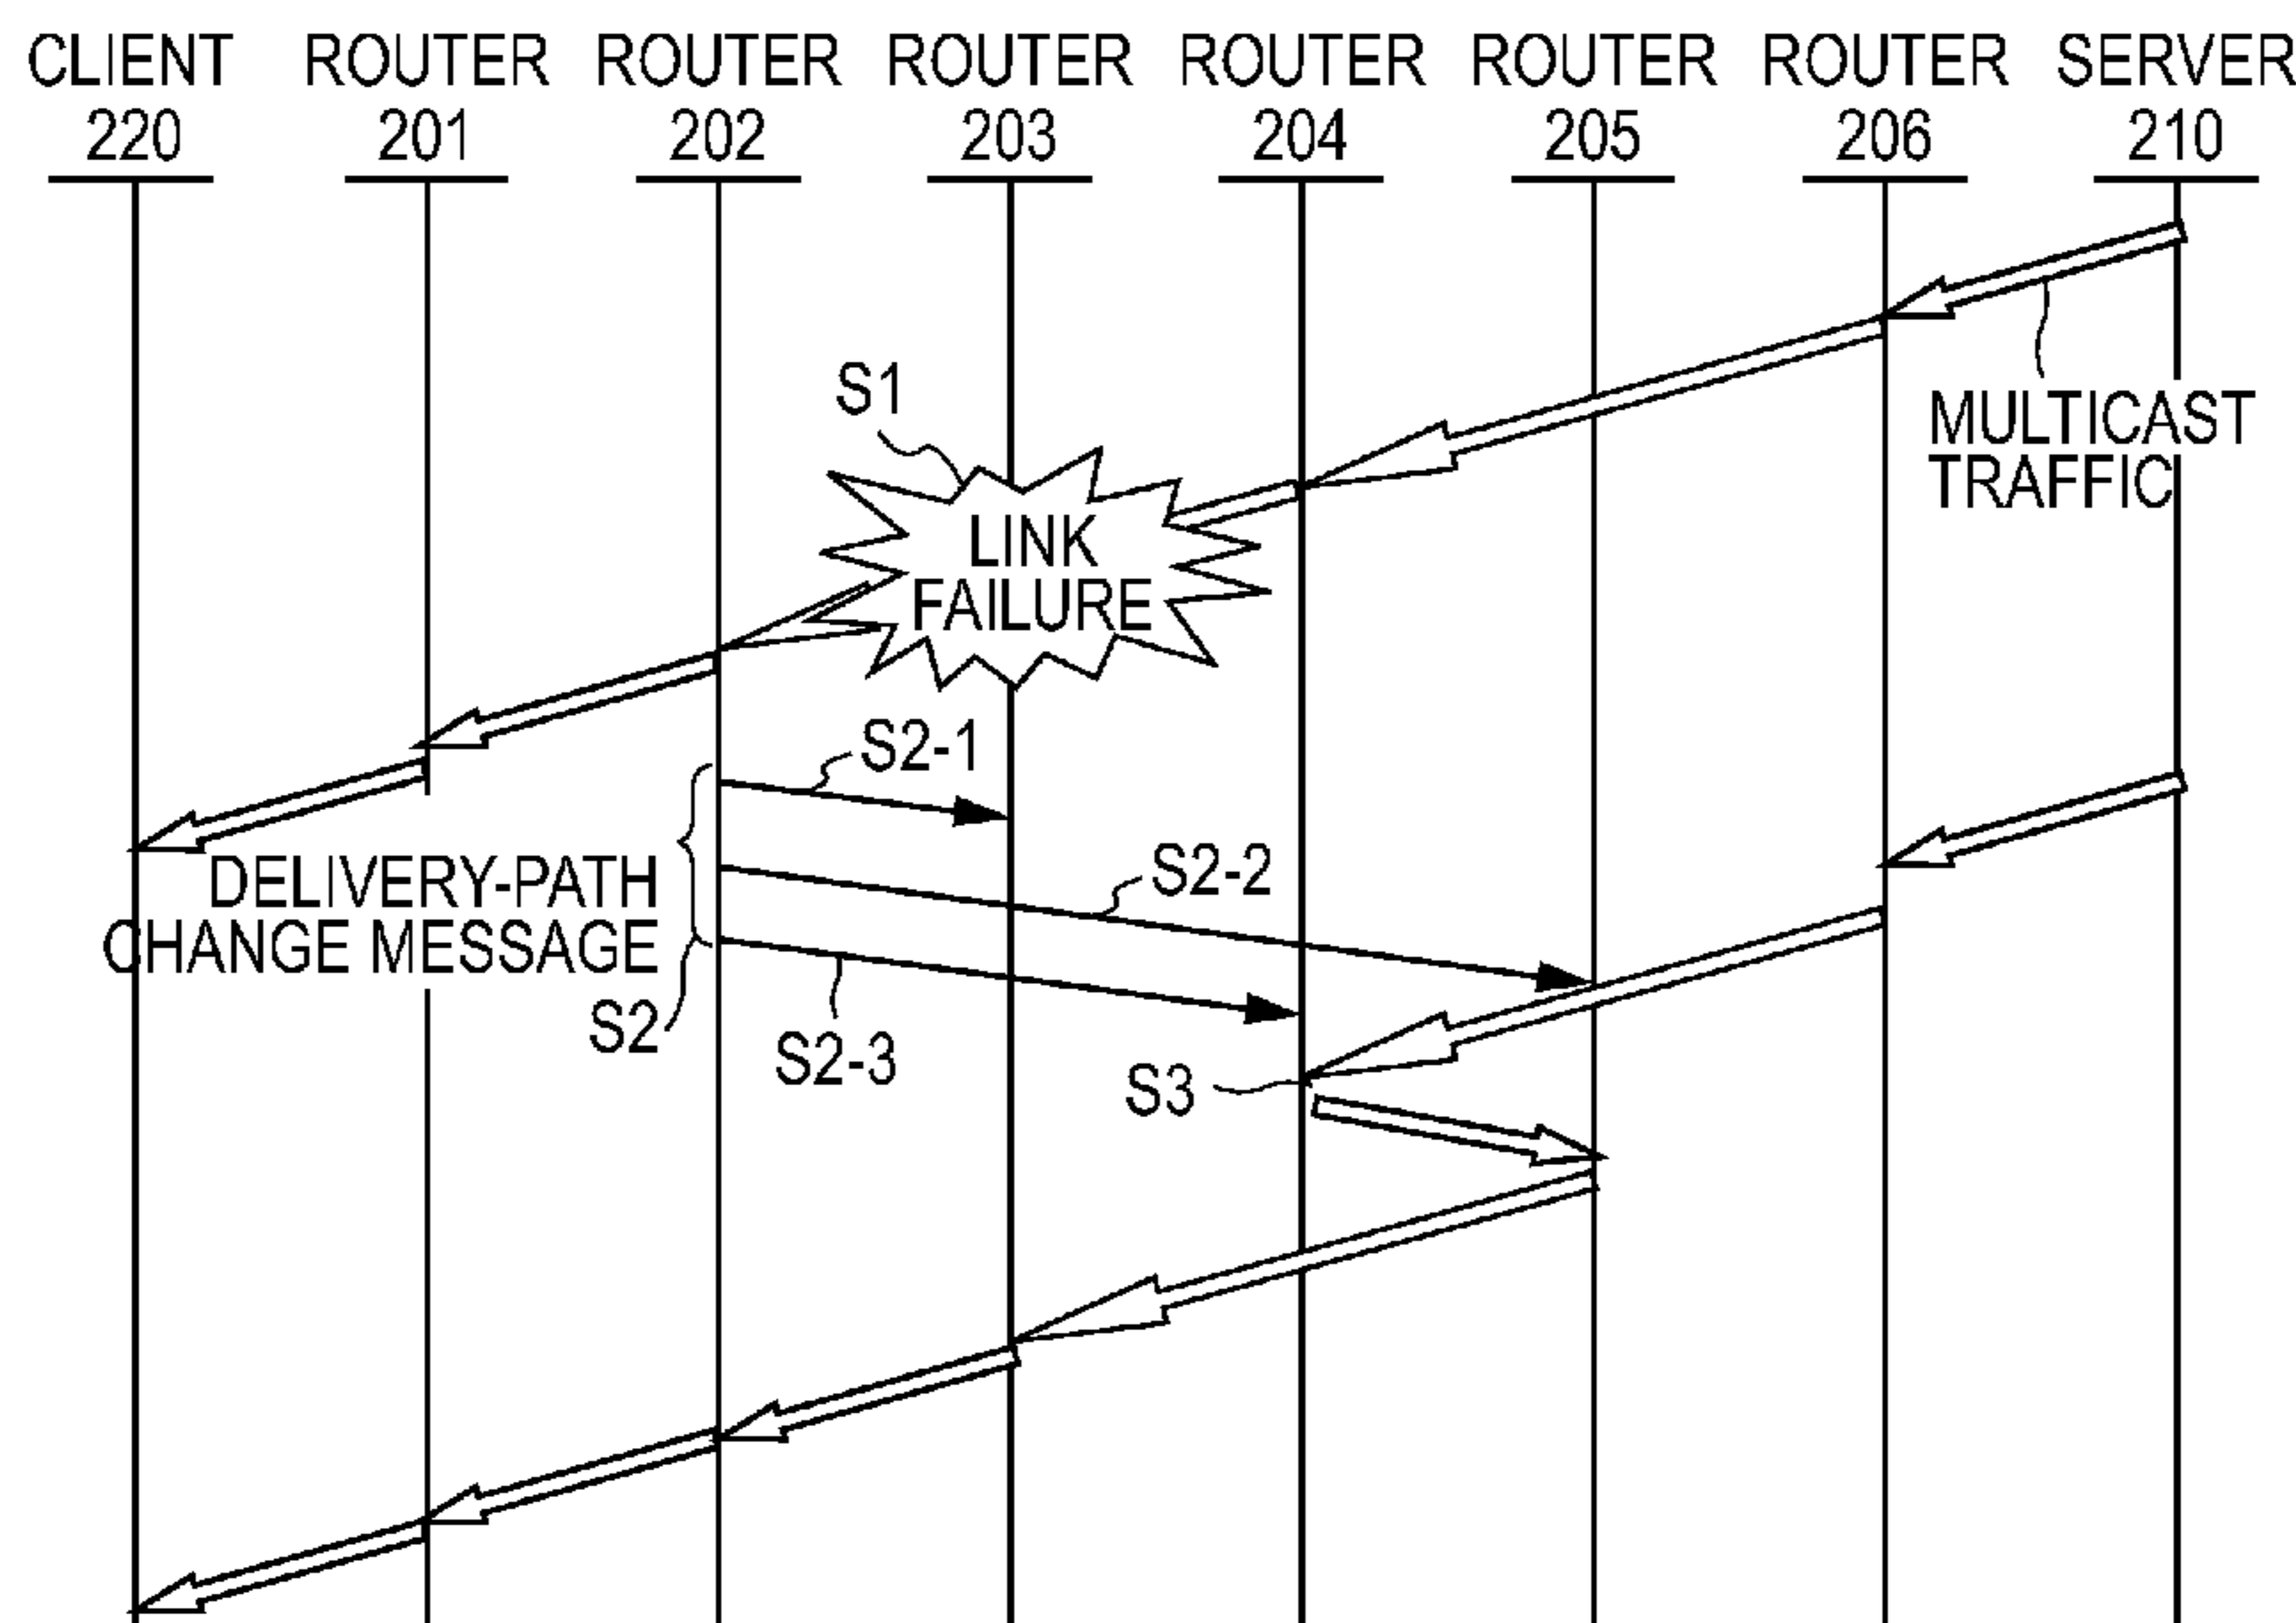 CLIENT 220
ROUTER 201
ROUTER 202
ROUTER 203
ROUTER 204
ROUTER 205
ROUTER 206
SERVER 210
MULTICAST
TRAFFIC
S1
LINK
FAILURE
S2-1
S2-2
DELIVERY-PATH
CHANGE MESSAGE
S2
S2-3
S3